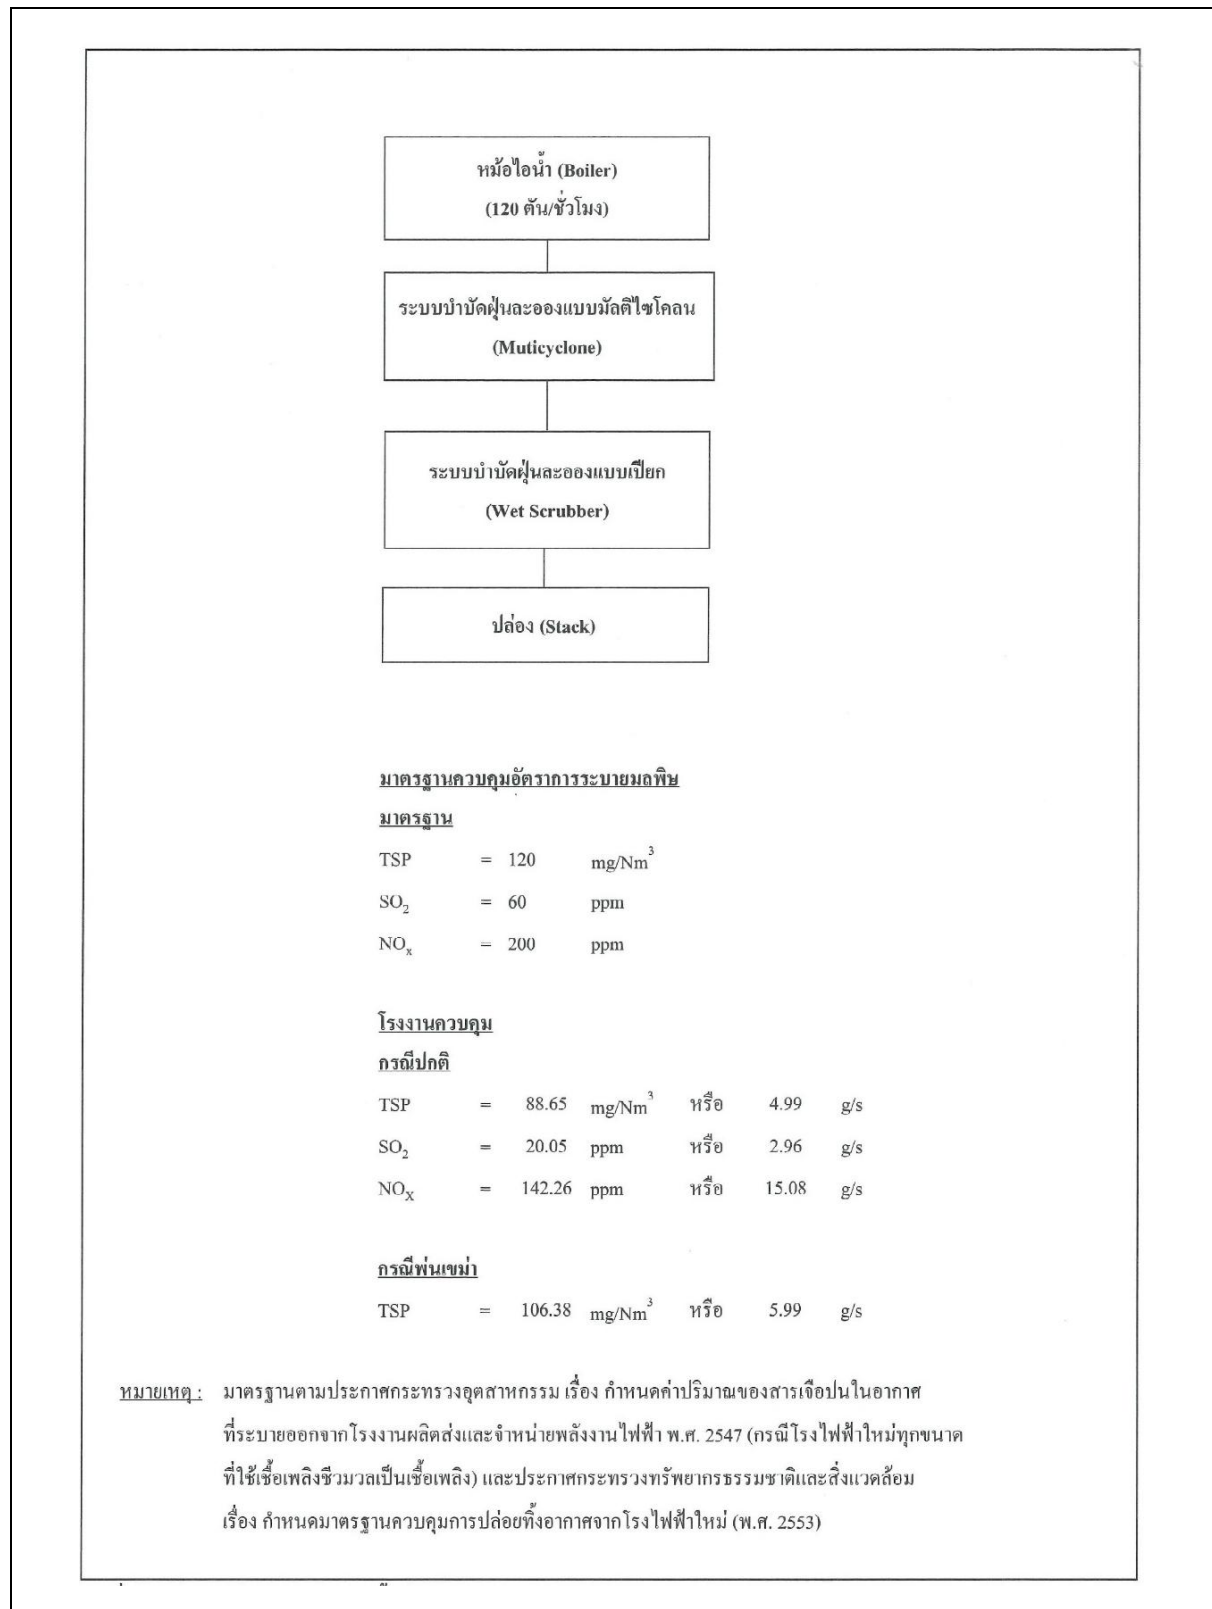 หม้อไอน้ำ (Boiler)
(120 ตัน/ชั่วโมง)
ระบบบำบัดฝุ่นละอองแบบมัลติไซโคลน
(Muticyclone)
ระบบบำบัดฝุ่นละอองแบบเปียก
(Wet Scrubber)
ปล่อง (Stack)
มาตรฐานควบคุมอัตราการระบายมลพิษ
มาตรฐาน
TSP = 120 mg/Nm³
SO₂ = 60 ppm
NOₓ = 200 ppm
โรงงานควบคุม
กรณีปกติ
TSP = 88.65 mg/Nm³ หรือ 4.99 g/s
SO₂ = 20.05 ppm หรือ 2.96 g/s
NOX = 142.26 ppm หรือ 15.08 g/s
กรณีพ่นเขม่า
TSP = 106.38 mg/Nm³ หรือ 5.99 g/s
หมายเหตุ : มาตรฐานตามประกาศกระทรวงอุตสาหกรรม เรื่อง กำหนดค่าปริมาณของสารเจือปนในอากาศ
ที่ระบายออกจากโรงงานผลิตส่งและจำหน่ายพลังงานไฟฟ้า พ.ศ. 2547 (กรณีโรงไฟฟ้าใหม่ทุกขนาด
ที่ใช้เชื้อเพลิงชีวมวลเป็นเชื้อเพลิง) และประกาศกระทรวงทรัพยากรธรรมชาติและสิ่งแวดล้อม
เรื่อง กำหนดมาตรฐานควบคุมการปล่อยทิ้งอากาศจากโรงไฟฟ้าใหม่ (พ.ศ. 2553)